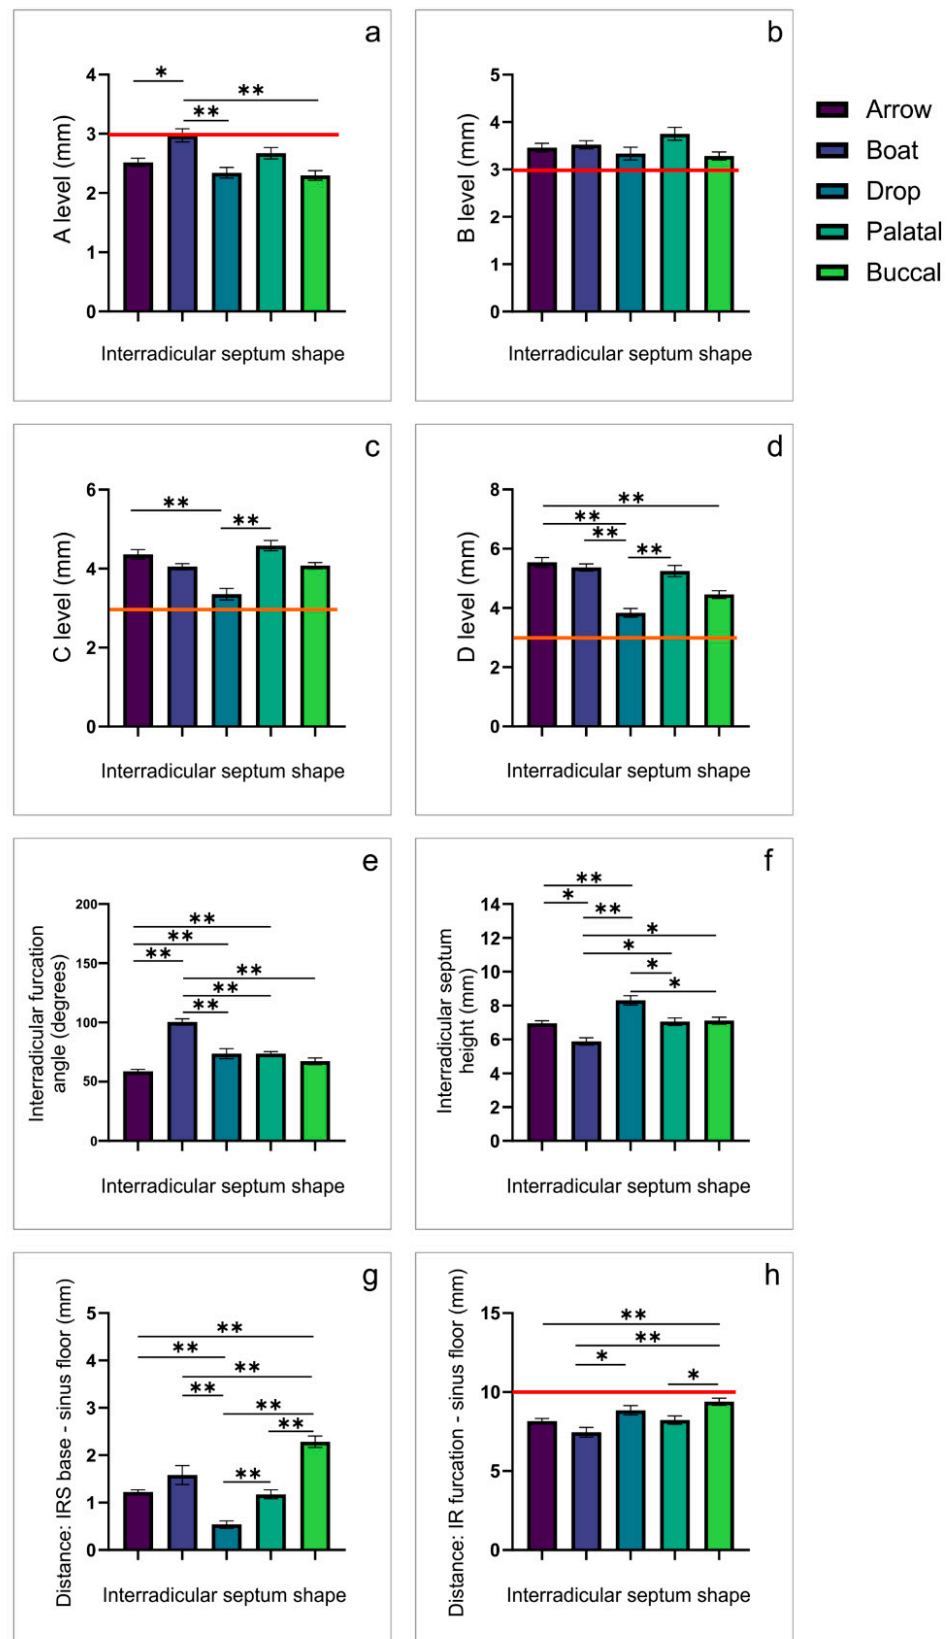 a
4
3
2
1
0
A level (mm)
*
**
**
Interradicular septum shape
b
5
4
3
2
1
0
B level (mm)
Interradicular septum shape
Arrow
Boat
Drop
Palatal
Buccal
c
6
4
2
0
C level (mm)
**
**
Interradicular septum shape
d
8
6
4
2
0
D level (mm)
**
**
**
**
Interradicular septum shape
e
200
150
100
50
0
Interradicular furcation
angle (degrees)
**
**
**
**
**
**
Interradicular septum shape
f
14
12
10
8
6
4
2
0
Interradicular septum
height (mm)
**
*
**
*
*
*
*
Interradicular septum shape
g
5
4
3
2
1
0
Distance: IRS base - sinus floor (mm)
**
**
**
**
**
**
**
Interradicular septum shape
h
15
10
5
0
Distance: IR furcation - sinus floor (mm)
**
**
*
*
Interradicular septum shape